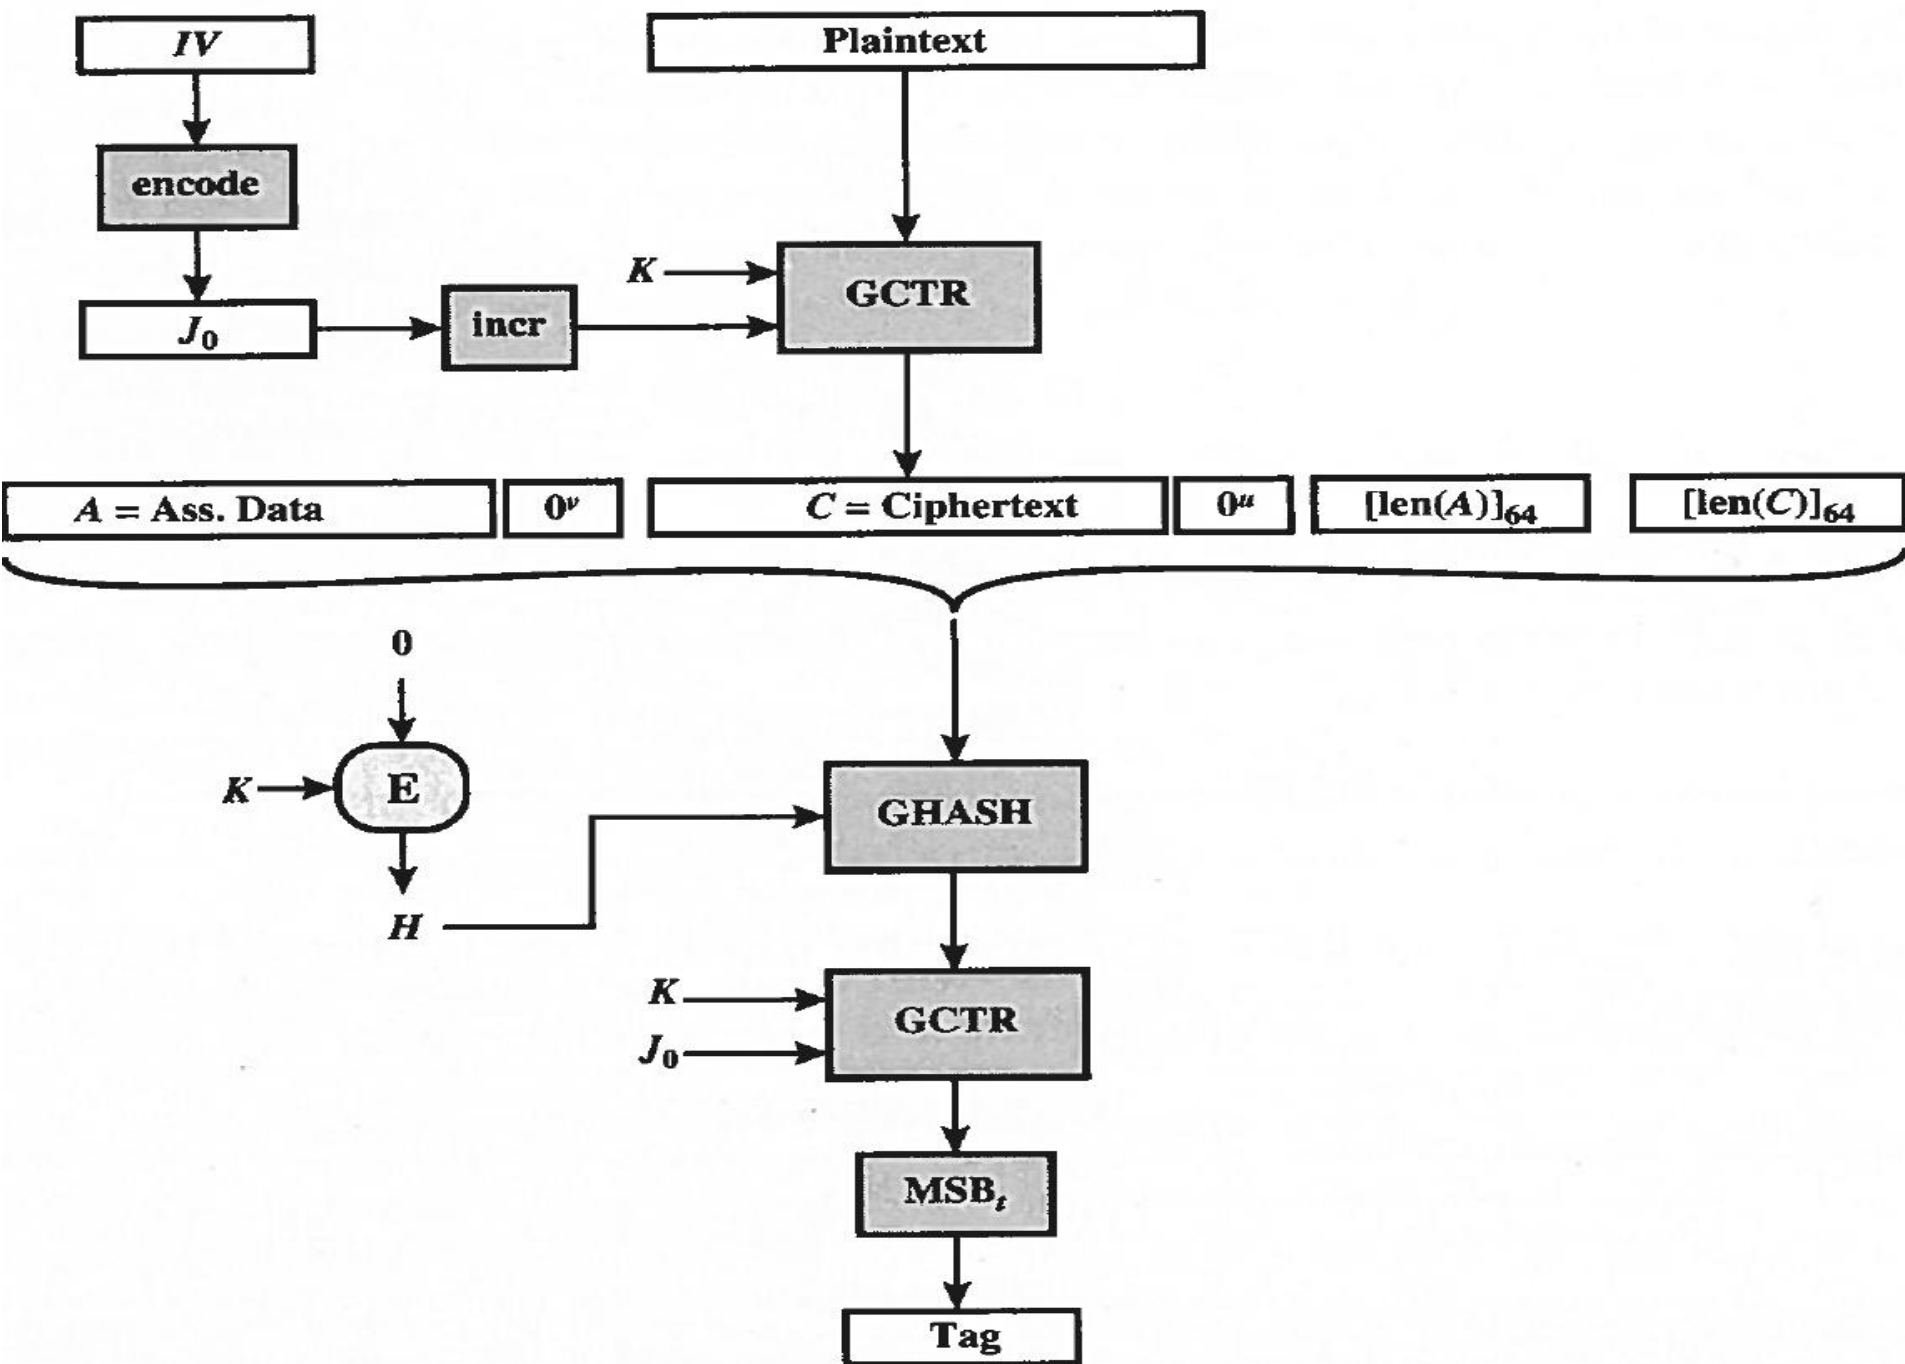 IV
Plaintext
encode
K
GCTR
J₀
incr
A = Ass. Data
0ᵛ
C = Ciphertext
0ᵘ
[len(A)]₆₄
[len(C)]₆₄
0
K
E
GHASH
H
K
GCTR
J₀
MSBₜ
Tag